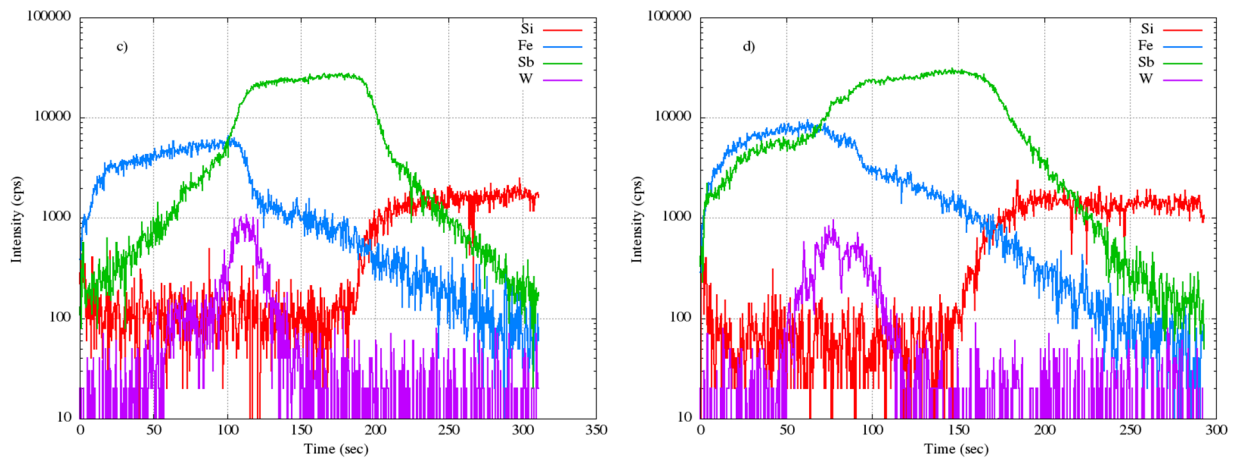 c)
Si
Fe
Sb
W
100000
10000
1000
100
10
Intensity (cps)
0 50 100 150 200 250 300 350
Time (sec)
d)
Si
Fe
Sb
W
100000
10000
1000
100
10
Intensity (cps)
0 50 100 150 200 250 300
Time (sec)